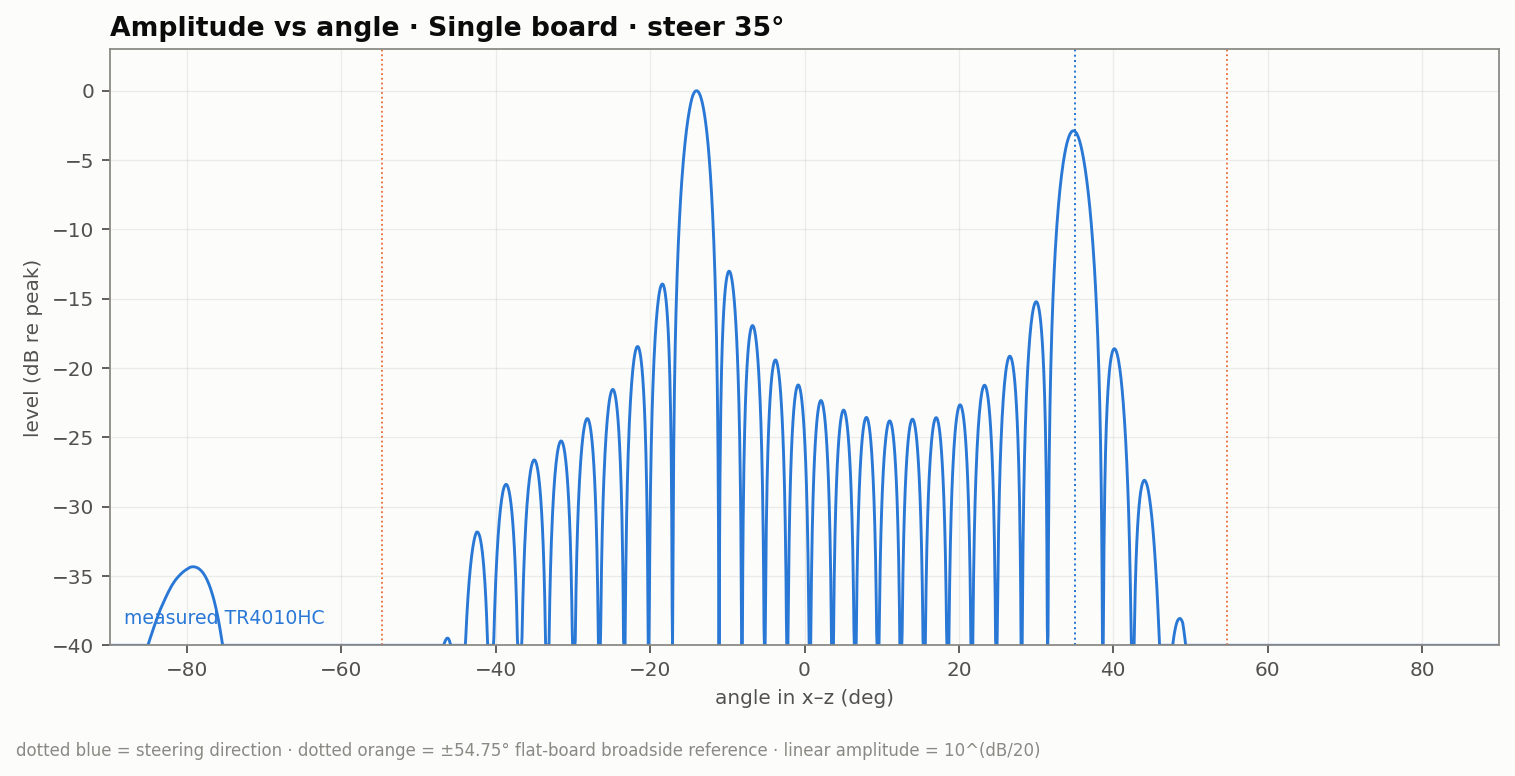 Amplitude vs angle · Single board · steer 35°
level (dB re peak)
0
−5
−10
−15
−20
−25
−30
−35
−40
measured TR4010HC
−80 −60 −40 −20 0 20 40 60 80
angle in x–z (deg)
dotted blue = steering direction · dotted orange = ±54.75° flat-board broadside reference · linear amplitude = 10^(dB/20)